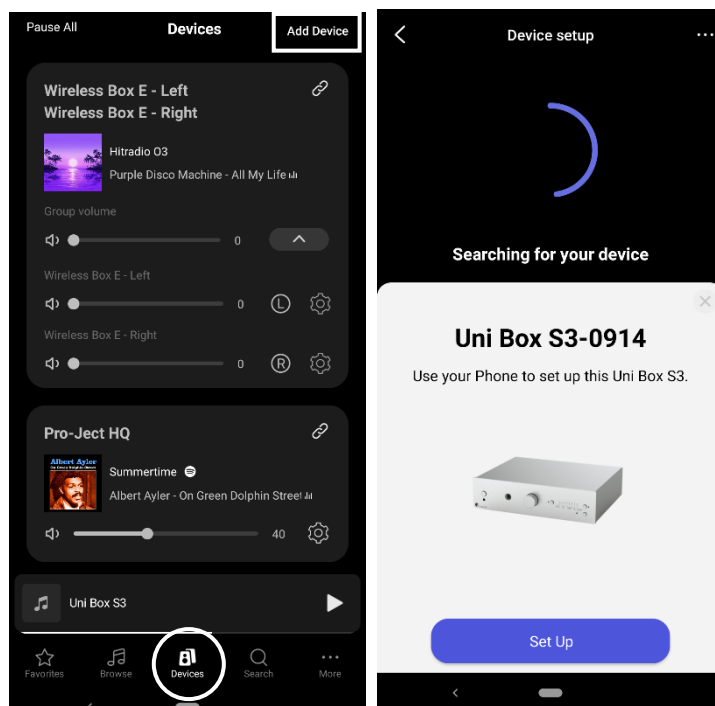 Pause All
Devices
Add Device
Wireless Box E - Left
Wireless Box E - Right
Hitradio O3
Purple Disco Machine - All My Life
Group volume
0
Wireless Box E - Left
0
L
Wireless Box E - Right
0
R
Pro-Ject HQ
Albert Ayler
Summertime
Albert Ayler - On Green Dolphin Street
40
Uni Box S3
Favorites
Browse
Devices
Search
More
Device setup
Searching for your device
Uni Box S3-0914
Use your Phone to set up this Uni Box S3.
Set Up